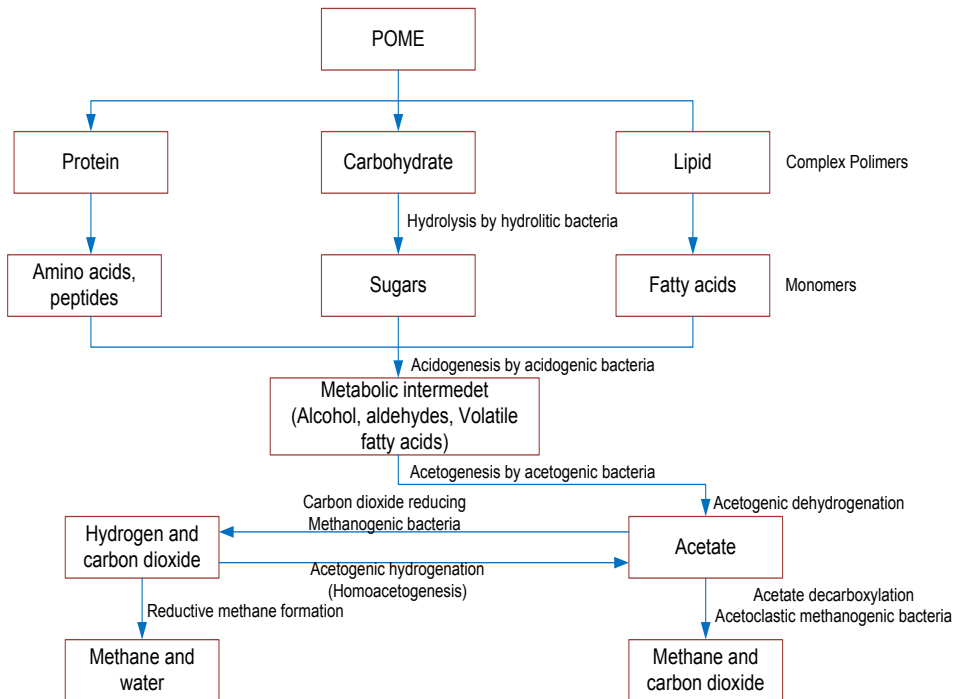 POME
Protein
Carbohydrate
Lipid
Complex Polimers
Hydrolysis by hydrolitic bacteria
Amino acids,
peptides
Sugars
Fatty acids
Monomers
Acidogenesis by acidogenic bacteria
Metabolic intermedet
(Alcohol, aldehydes, Volatile
fatty acids)
Acetogenesis by acetogenic bacteria
Acetogenic dehydrogenation
Carbon dioxide reducing
Methanogenic bacteria
Hydrogen and
carbon dioxide
Acetate
Acetogenic hydrogenation
(Homoacetogenesis)
Reductive methane formation
Acetate decarboxylation
Acetoclastic methanogenic bacteria
Methane and
water
Methane and
carbon dioxide